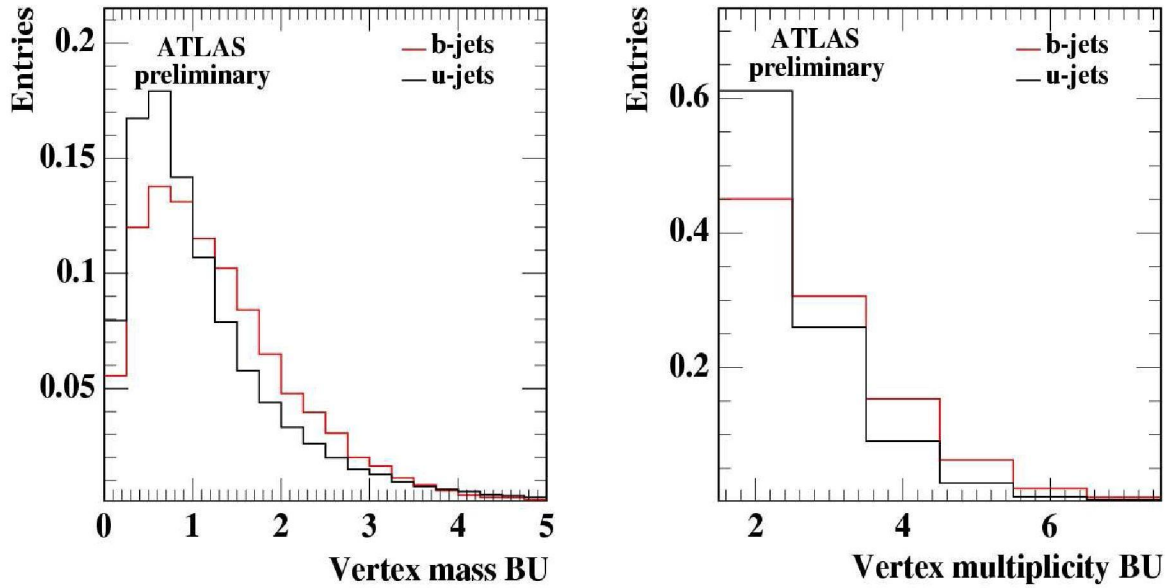 Entries
0.2
0.15
0.1
0.05
ATLAS
preliminary
b-jets
u-jets
0 1 2 3 4 5
Vertex mass BU
Entries
0.6
0.4
0.2
ATLAS
preliminary
b-jets
u-jets
2 4 6
Vertex multiplicity BU